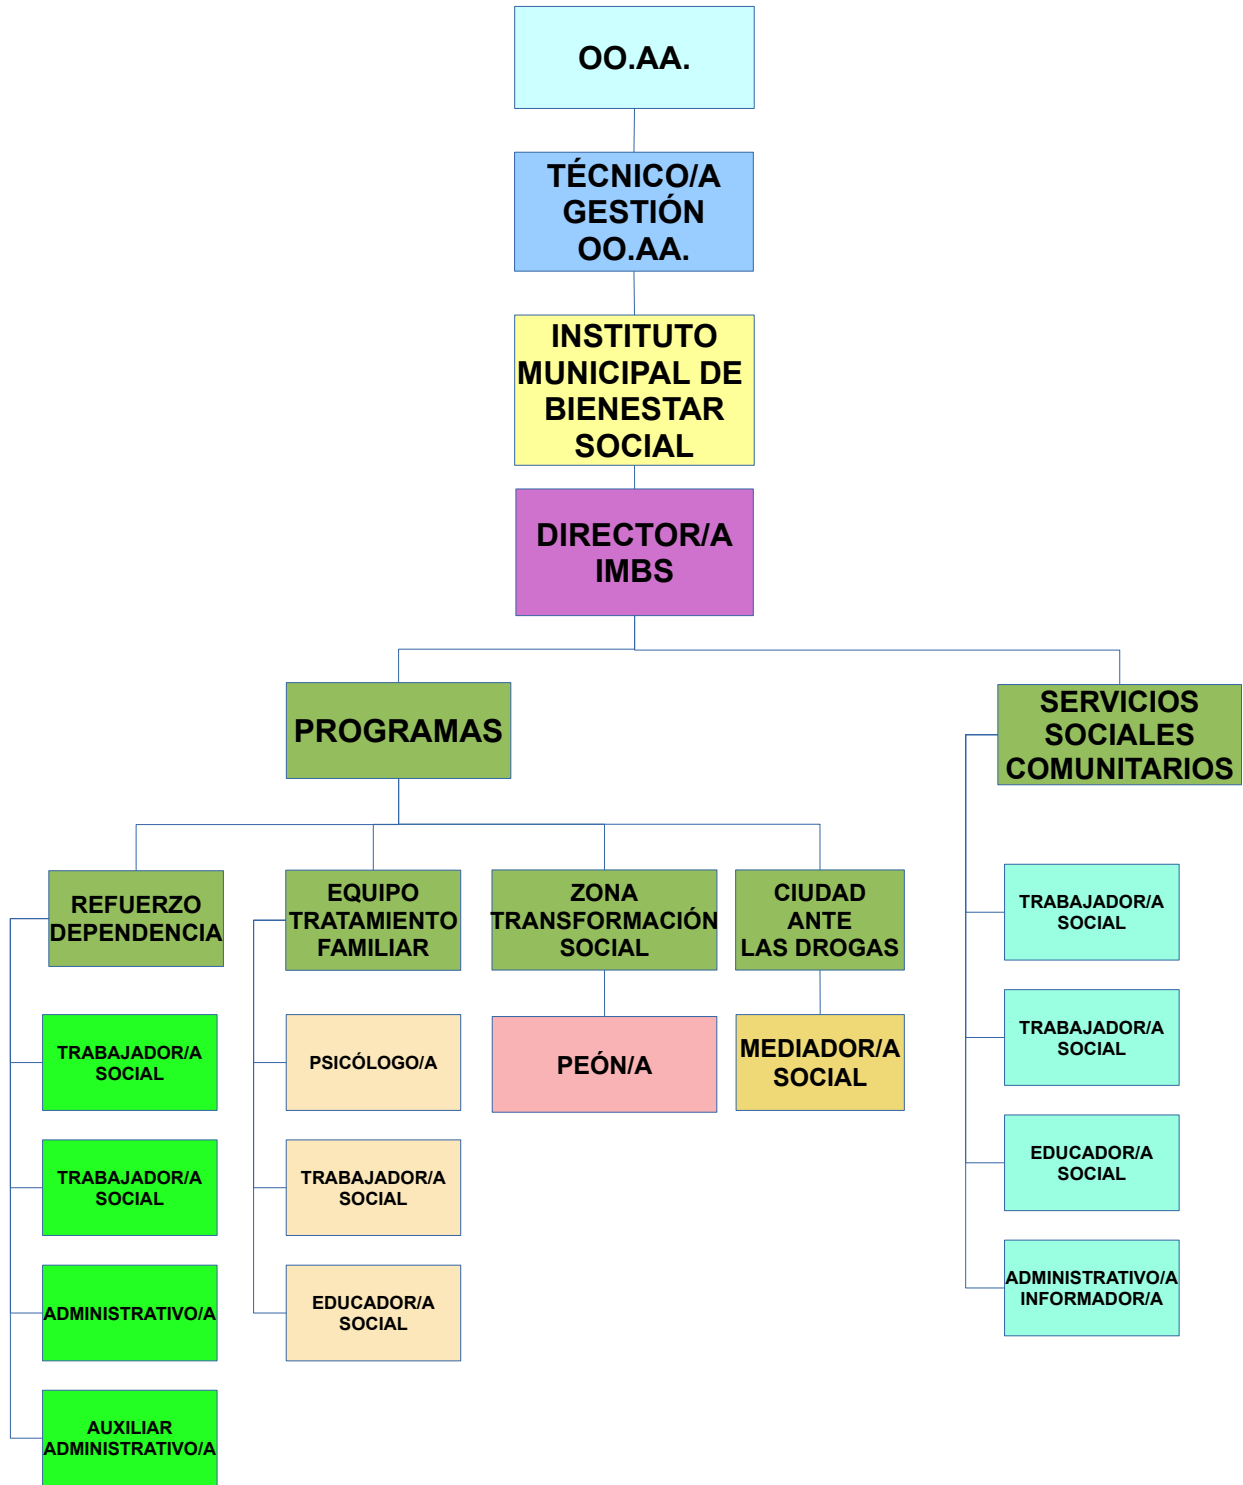 OO.AA.
TÉCNICO/A
GESTIÓN
OO.AA.
INSTITUTO
MUNICIPAL DE
BIENESTAR
SOCIAL
DIRECTOR/A
IMBS
PROGRAMAS
SERVICIOS
SOCIALES
COMUNITARIOS
REFUERZO
DEPENDENCIA
EQUIPO
TRATAMIENTO
FAMILIAR
ZONA
TRANSFORMACIÓN
SOCIAL
CIUDAD
ANTE
LAS DROGAS
TRABAJADOR/A
SOCIAL
TRABAJADOR/A
SOCIAL
ADMINISTRATIVO/A
AUXILIAR
ADMINISTRATIVO/A
PSICÓLOGO/A
TRABAJADOR/A
SOCIAL
EDUCADOR/A
SOCIAL
PEÓN/A
MEDIADOR/A
SOCIAL
TRABAJADOR/A
SOCIAL
TRABAJADOR/A
SOCIAL
EDUCADOR/A
SOCIAL
ADMINISTRATIVO/A
INFORMADOR/A